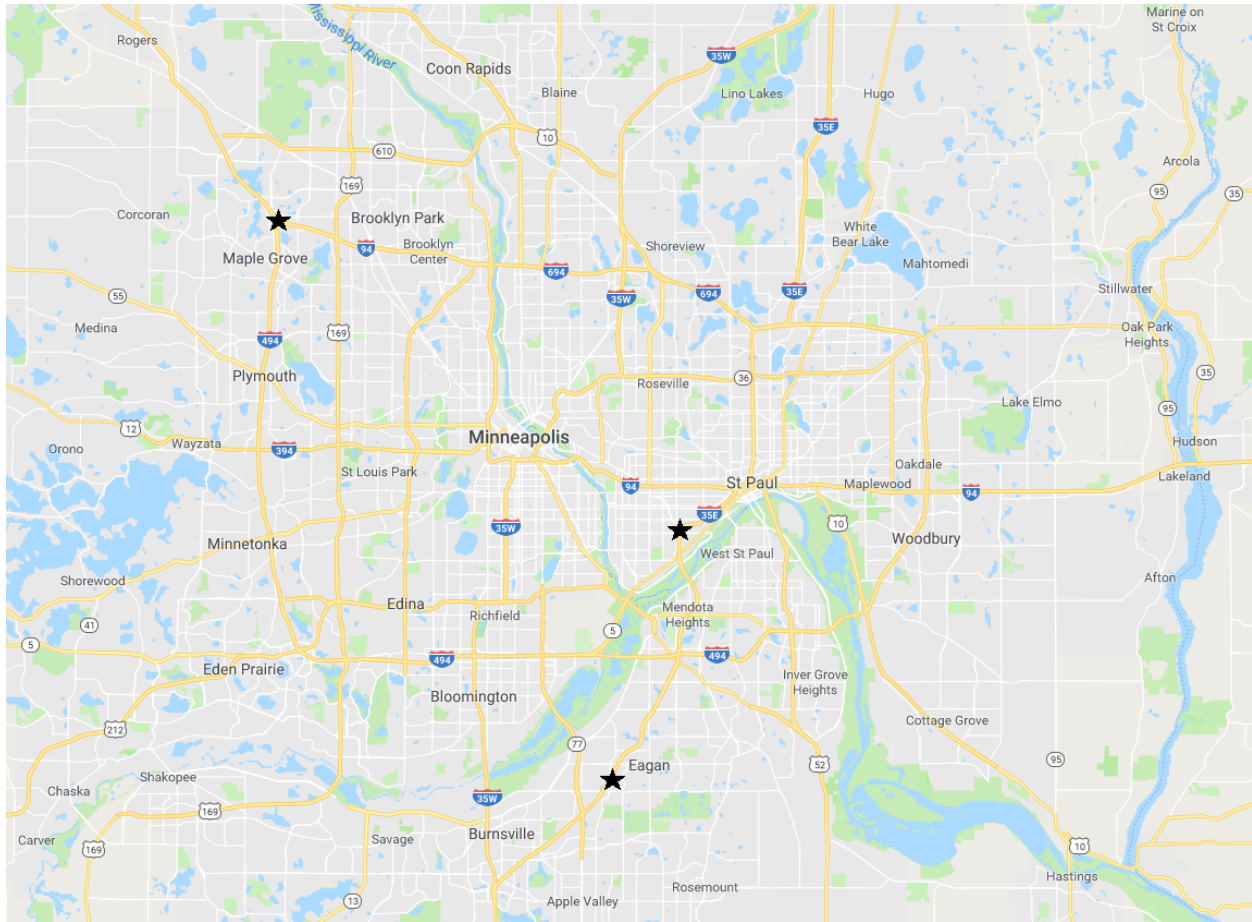 Mississippi River
Marine on
St Croix
Rogers
Coon Rapids
35W
Blaine
Lino Lakes
Hugo
35E
10
610
169
Arcola
95
35
Corcoran
Brooklyn Park
White
Bear Lake
Shoreview
Brooklyn
Center
94
Maple Grove
Mahtomedi
694
55
35W
694
35E
Stillwater
Medina
169
Oak Park
Heights
494
Plymouth
Roseville
36
35
Lake Elmo
95
12
Wayzata
394
Orono
Minneapolis
Hudson
St Louis Park
Oakdale
94
St Paul
Maplewood
94
Lakeland
35W
35E
10
Minnetonka
West St Paul
Woodbury
Shorewood
Afton
Edina
Richfield
Mendota
Heights
41
5
5
494
494
Eden Prairie
Inver Grove
Heights
Bloomington
212
Cottage Grove
77
95
Eagan
52
Shakopee
Chaska
35W
169
Burnsville
Carver
169
Savage
10
Hastings
Rosemount
13
Apple Valley